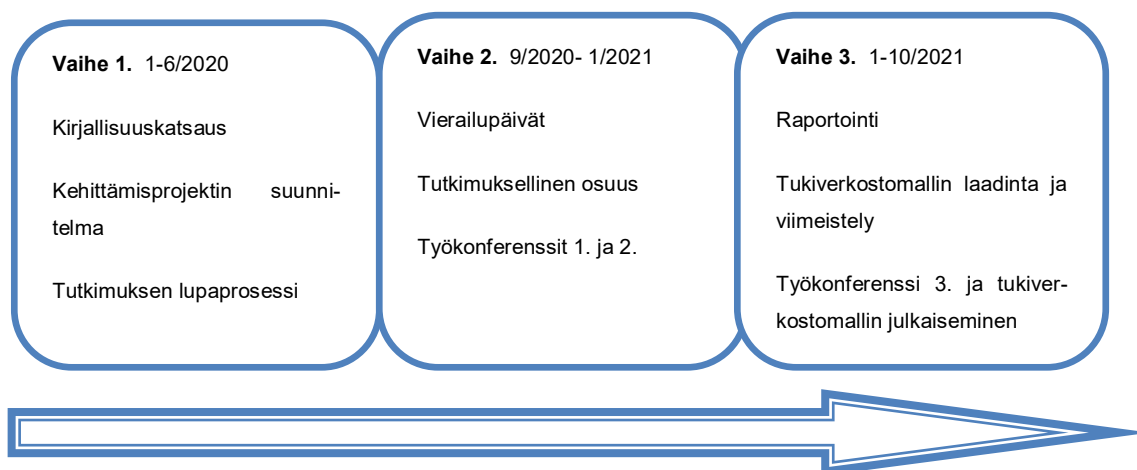 Vaihe 1. 1-6/2020
Kirjallisuuskatsaus
Kehittämisprojektin suunni-
telma
Tutkimuksen lupaprosessi
Vaihe 2. 9/2020- 1/2021
Vierailupäivät
Tutkimuksellinen osuus
Työkonferenssit 1. ja 2.
Vaihe 3. 1-10/2021
Raportointi
Tukiverkostomallin laadinta ja
viimeistely
Työkonferenssi 3. ja tukiver-
kostomallin julkaiseminen